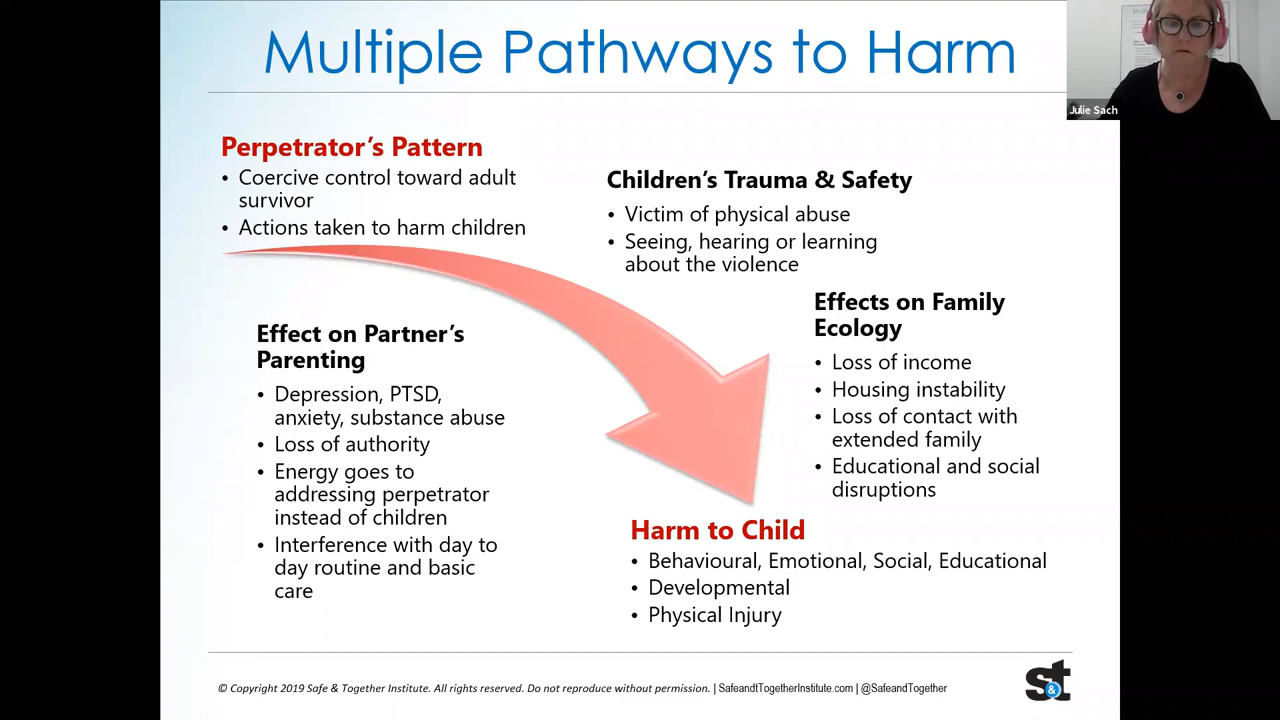 Multiple Pathways to Harm
Julie Sach
Perpetrator's Pattern
• Coercive control toward adult
survivor
• Actions taken to harm children
Children's Trauma & Safety
• Victim of physical abuse
• Seeing, hearing or learning
about the violence
Effect on Partner's
Parenting
• Depression, PTSD,
anxiety, substance abuse
• Loss of authority
• Energy goes to
addressing perpetrator
instead of children
• Interference with day to
day routine and basic
care
Effects on Family
Ecology
• Loss of income
• Housing instability
• Loss of contact with
extended family
• Educational and social
disruptions
Harm to Child
• Behavioural, Emotional, Social, Educational
• Developmental
• Physical Injury
© Copyright 2019 Safe & Together Institute. All rights reserved. Do not reproduce without permission. | SafeandtTogetherInstitute.com | @SafeandTogether
s&t